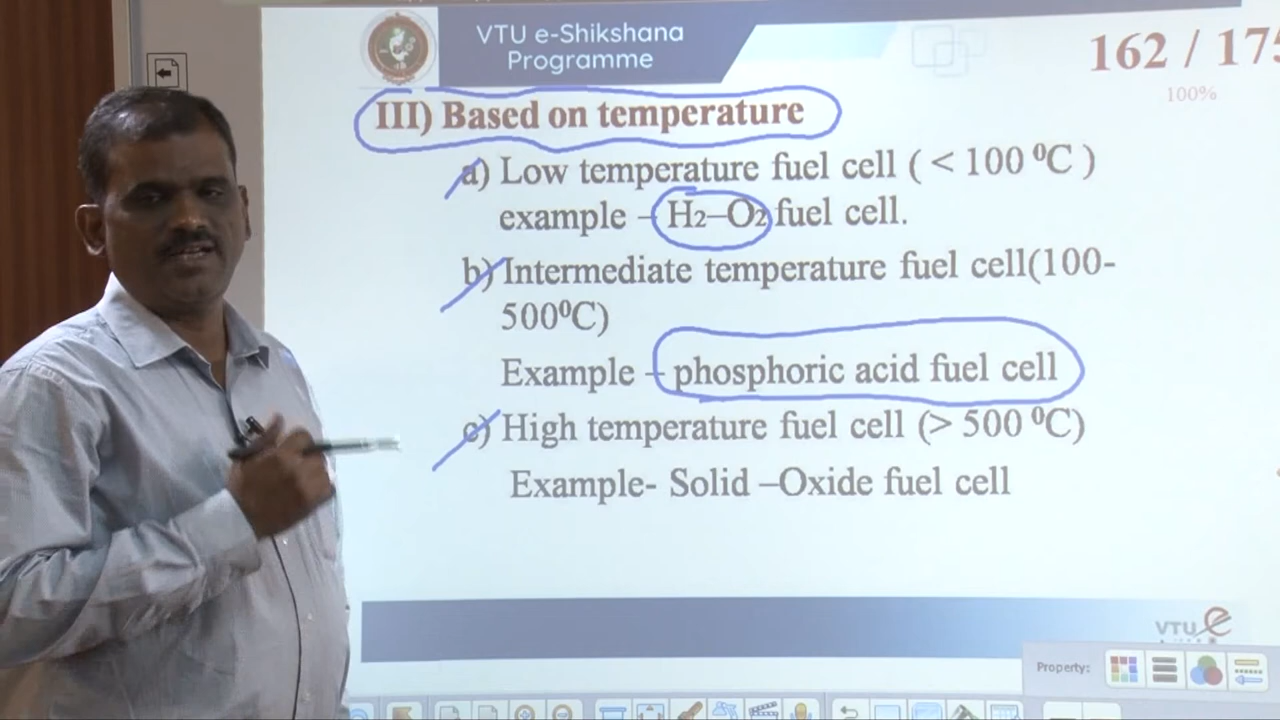 VTU e-Shikshana
Programme
162 / 175
100%
III) Based on temperature
a) Low temperature fuel cell ( < 100 ⁰C )
example – H₂–O₂ fuel cell.
b) Intermediate temperature fuel cell(100-
500⁰C)
Example – phosphoric acid fuel cell
c) High temperature fuel cell (> 500 ⁰C)
Example- Solid –Oxide fuel cell
VTU e
Property: